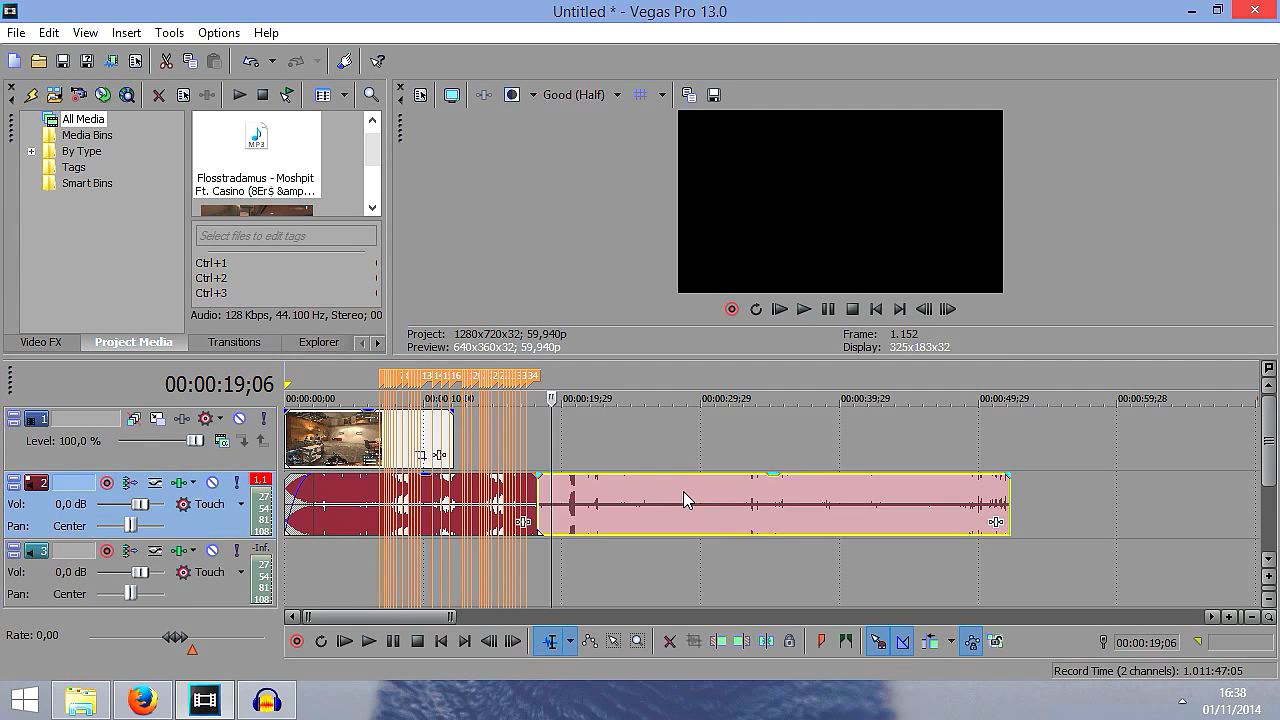 Untitled * - Vegas Pro 13.0
File Edit View Insert Tools Options Help
Good (Half)
All Media
Media Bins
By Type
Tags
Smart Bins
MP3
Flosstradamus - Moshpit
Ft. Casino (8Er$ &amp...
Select files to edit tags
Ctrl+1
Ctrl+2
Ctrl+3
Audio: 128 Kbps, 44.100 Hz, Stereo; 00
Video FX Project Media Transitions Explorer
Project: 1280x720x32; 59,940p
Preview: 640x360x32; 59,940p
Frame: 1.152
Display: 325x183x32
00:00:19;06
00:00:00;00 00:00:19;29 00:00:29;29 00:00:39;29 00:00:49;29 00:00:59;28
1
Level: 100,0 %
2
1.1
Vol: 0,0 dB Touch
Pan: Center
27
54
81
108
3
-Inf.
Vol: 0,0 dB Touch
Pan: Center
27
54
81
108
Rate: 0,00
00:00:19;06
Record Time (2 channels): 1.011:47:05
16:38
01/11/2014